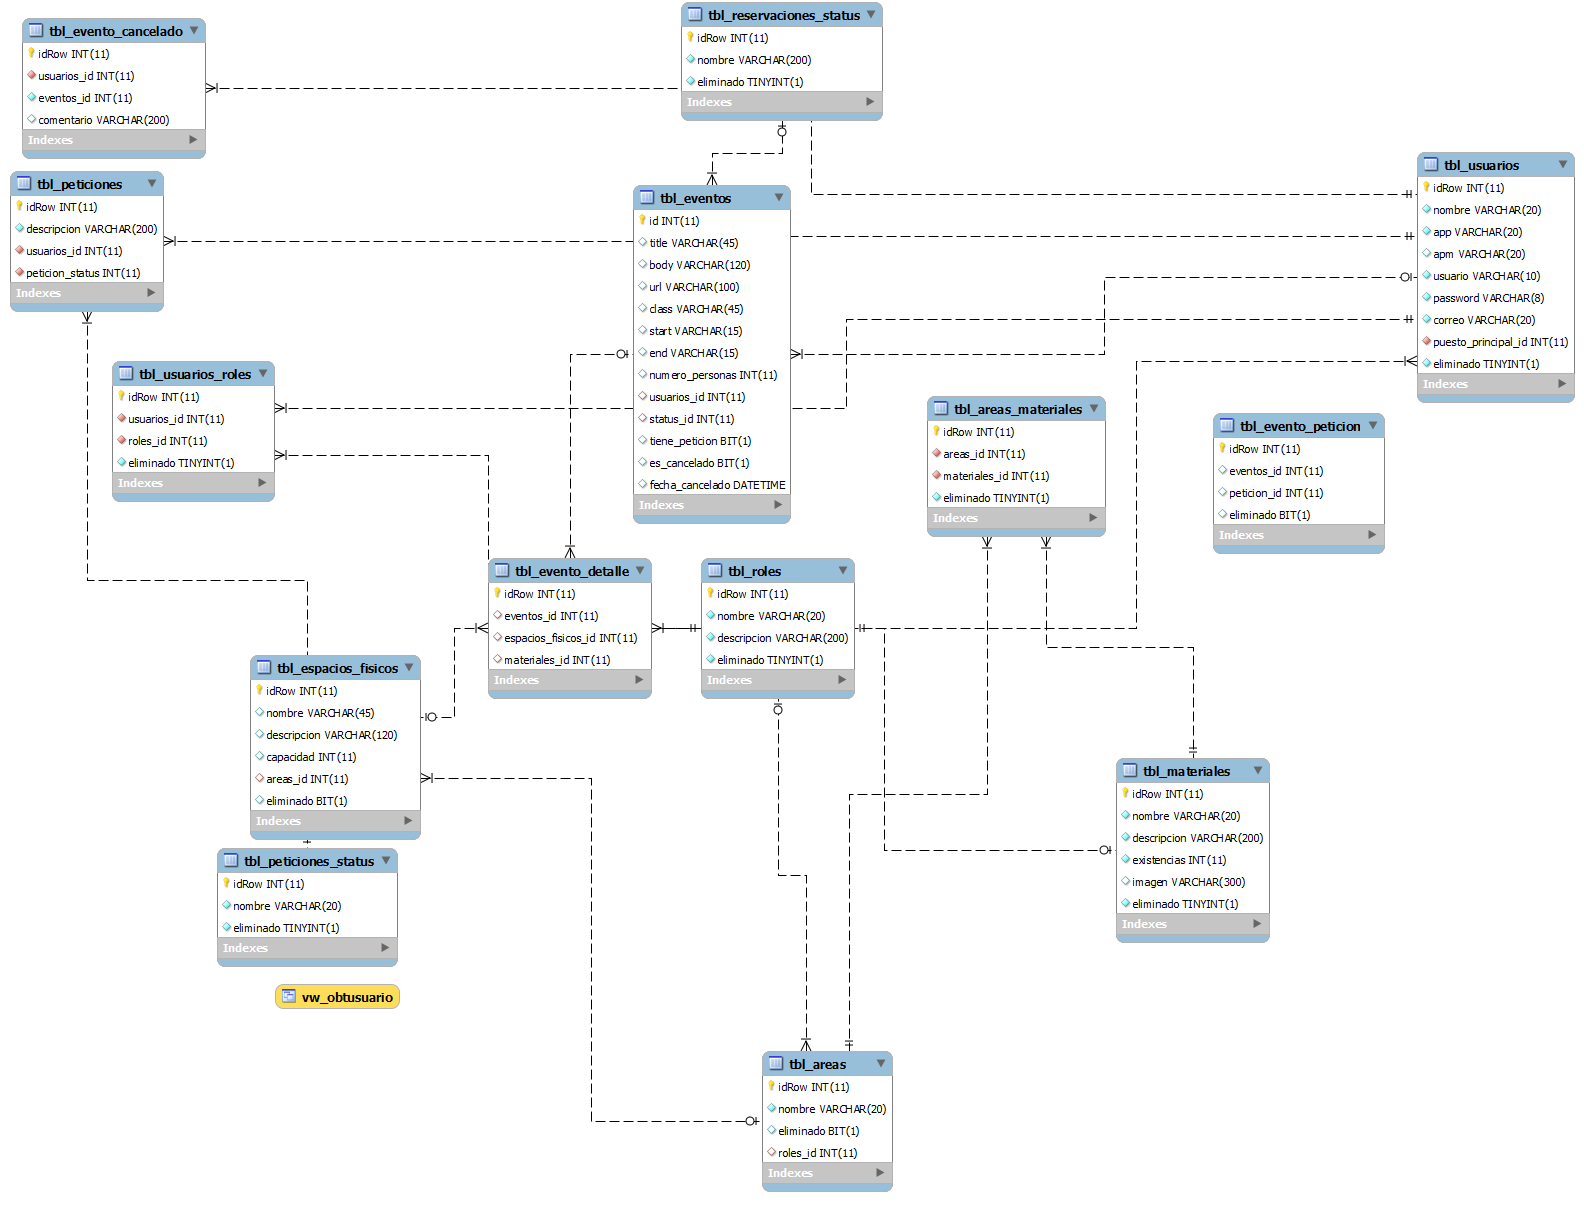 tbl_evento_cancelado
idRow INT(11)
usuarios_id INT(11)
eventos_id INT(11)
comentario VARCHAR(200)
Indexes
tbl_reservaciones_status
idRow INT(11)
nombre VARCHAR(200)
eliminado TINYINT(1)
Indexes
tbl_peticiones
idRow INT(11)
descripcion VARCHAR(200)
usuarios_id INT(11)
peticion_status INT(11)
Indexes
tbl_eventos
id INT(11)
title VARCHAR(45)
body VARCHAR(120)
url VARCHAR(100)
class VARCHAR(45)
start VARCHAR(15)
end VARCHAR(15)
numero_personas INT(11)
usuarios_id INT(11)
status_id INT(11)
tiene_peticion BIT(1)
es_cancelado BIT(1)
fecha_cancelado DATETIME
Indexes
tbl_usuarios
idRow INT(11)
nombre VARCHAR(20)
app VARCHAR(20)
apm VARCHAR(20)
usuario VARCHAR(10)
password VARCHAR(8)
correo VARCHAR(20)
puesto_principal_id INT(11)
eliminado TINYINT(1)
Indexes
tbl_usuarios_roles
idRow INT(11)
usuarios_id INT(11)
roles_id INT(11)
eliminado TINYINT(1)
Indexes
tbl_areas_materiales
idRow INT(11)
areas_id INT(11)
materiales_id INT(11)
eliminado TINYINT(1)
Indexes
tbl_evento_peticion
idRow INT(11)
eventos_id INT(11)
peticion_id INT(11)
eliminado BIT(1)
Indexes
tbl_evento_detalle
idRow INT(11)
eventos_id INT(11)
espacios_fisicos_id INT(11)
materiales_id INT(11)
Indexes
tbl_roles
idRow INT(11)
nombre VARCHAR(20)
descripcion VARCHAR(200)
eliminado TINYINT(1)
Indexes
tbl_espacios_fisicos
idRow INT(11)
nombre VARCHAR(45)
descripcion VARCHAR(120)
capacidad INT(11)
areas_id INT(11)
eliminado BIT(1)
Indexes
tbl_materiales
idRow INT(11)
nombre VARCHAR(20)
descripcion VARCHAR(200)
existencias INT(11)
imagen VARCHAR(300)
eliminado TINYINT(1)
Indexes
tbl_peticiones_status
idRow INT(11)
nombre VARCHAR(20)
eliminado TINYINT(1)
Indexes
vw_obtusuario
tbl_areas
idRow INT(11)
nombre VARCHAR(20)
eliminado BIT(1)
roles_id INT(11)
Indexes